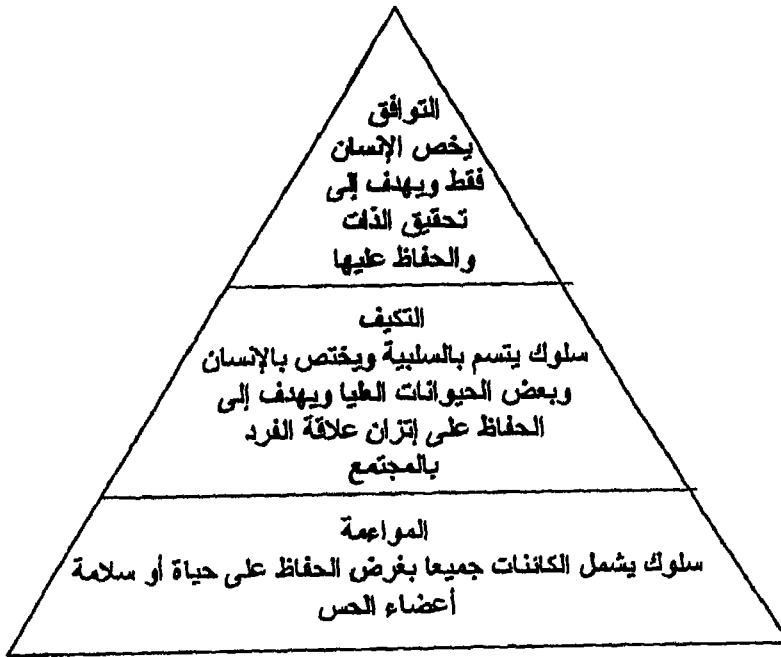 التوافق
يخص الإنسان
فقط ويهدف إلى
تحقيق الذات
والحفاظ عليها
التكيف
سلوك يتسم بالسلبية ويختص بالإنسان
وبعض الحيوانات العليا ويهدف إلى
الحفاظ على إتزان علاقة الفرد
بالمجتمع
المواءمة
سلوك يشمل الكائنات جميعا بغرض الحفاظ على حياة أو سلامة
أعضاء الحس